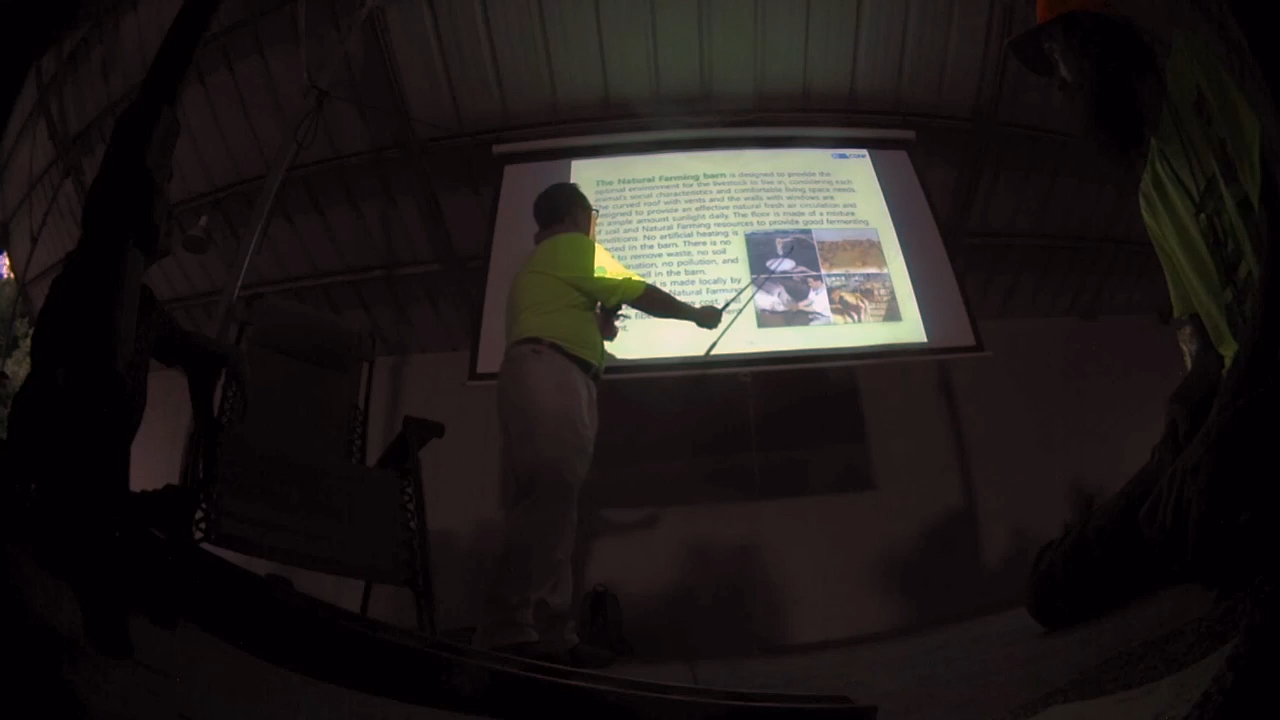 The Natural Farming barn is designed to provide the
optimal environment for the livestock to live in, considering each
animal's social characteristics and comfortable living space needs.
The curved roof with vents and the walls with windows are
designed to provide an effective natural fresh air circulation and
ample amount sunlight daily. The floor is made of a mixture
of soil and Natural Farming resources to provide good fermenting
conditions. No artificial heating is
in the barn. There is no
to remove waste, no soil
no pollution, and
in the barn.
is made locally by
Natural Farming
cost, and